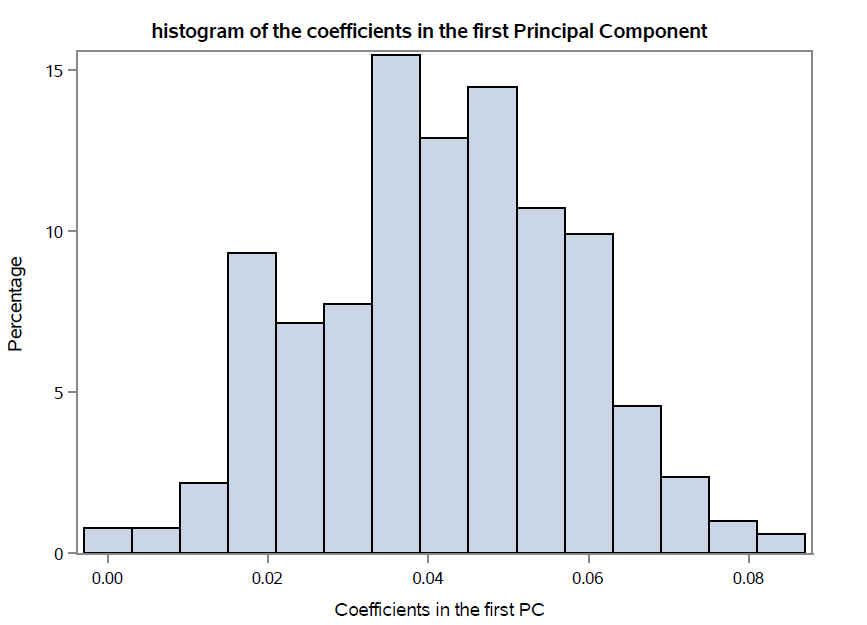 histogram of the coefficients in the first Principal Component
15
10
5
0
Percentage
0.00 0.02 0.04 0.06 0.08
Coefficients in the first PC